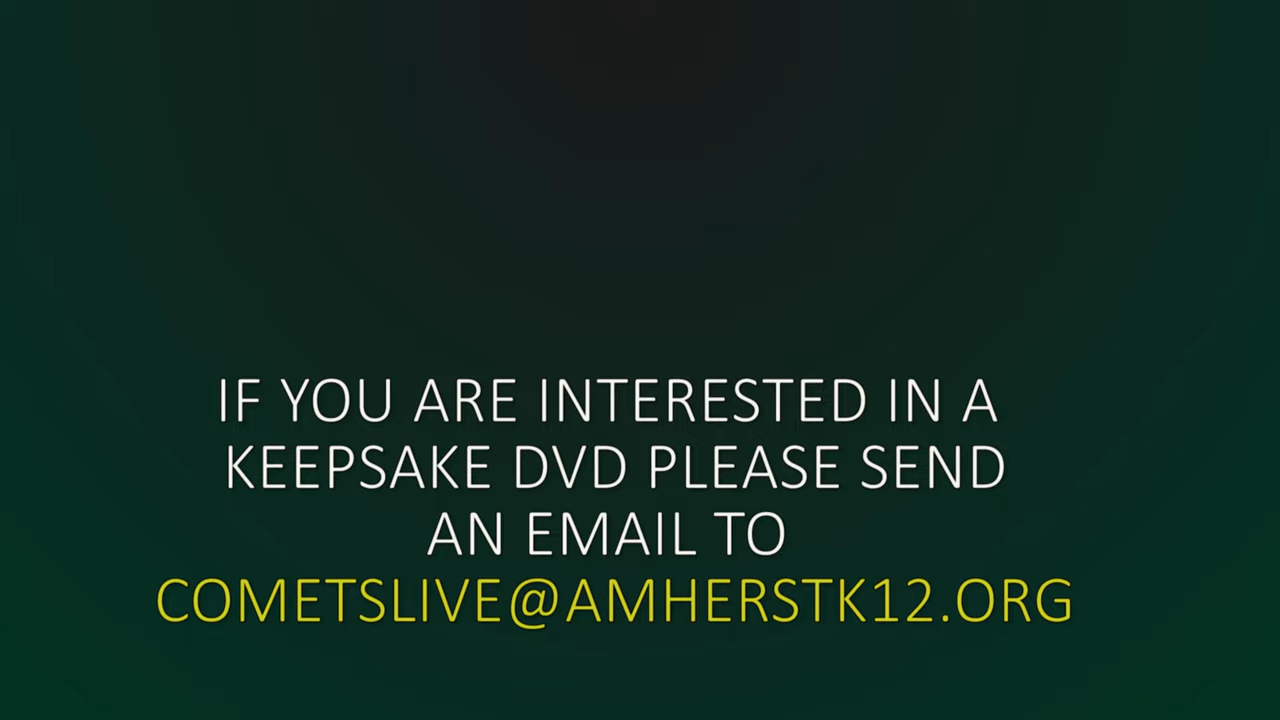 IF YOU ARE INTERESTED IN A
KEEPSAKE DVD PLEASE SEND
AN EMAIL TO
COMETSLIVE@AMHERSTK12.ORG